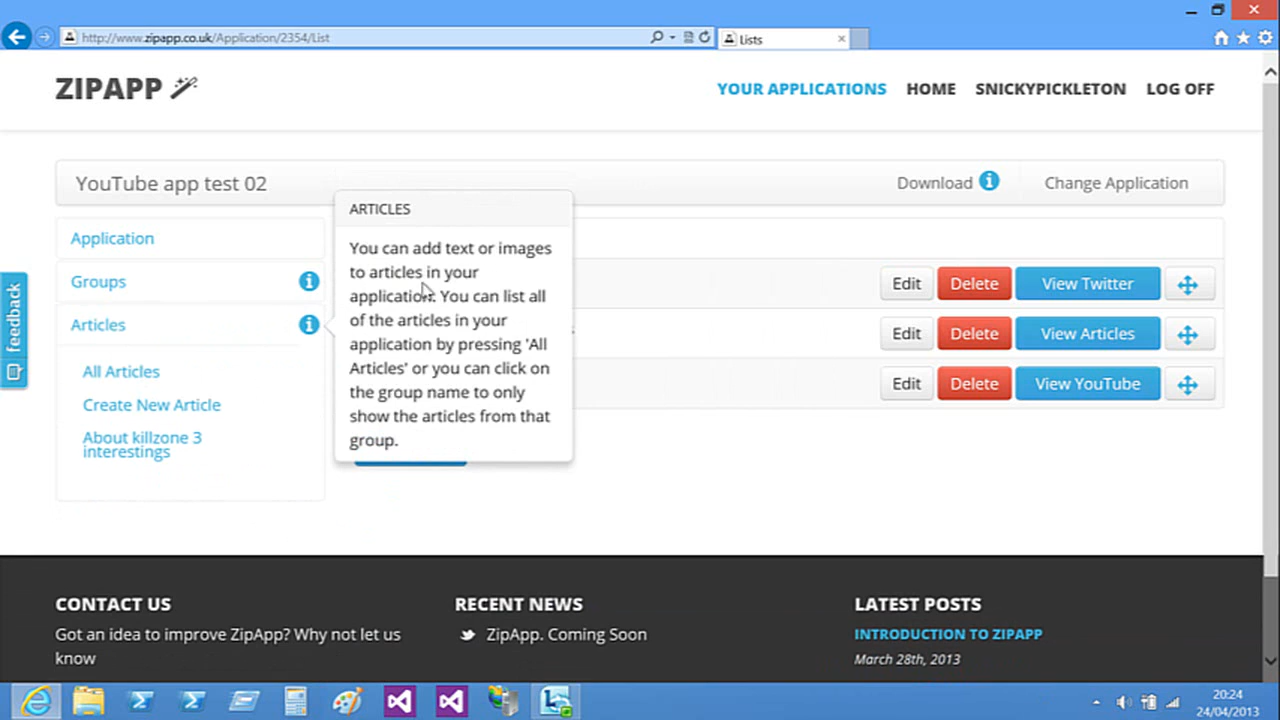 http://www.zipapp.co.uk/Application/2354/List
Lists
ZIPAPP
YOUR APPLICATIONS HOME SNICKYPICKLETON LOG OFF
YouTube app test 02
Download
Change Application
Application
Groups
Articles
All Articles
Create New Article
About killzone 3
interestings
ARTICLES
You can add text or images
to articles in your
application. You can list all
of the articles in your
application by pressing 'All
Articles' or you can click on
the group name to only
show the articles from that
group.
Edit Delete View Twitter
Edit Delete View Articles
Edit Delete View YouTube
feedback
CONTACT US
Got an idea to improve ZipApp? Why not let us
know
RECENT NEWS
ZipApp. Coming Soon
LATEST POSTS
INTRODUCTION TO ZIPAPP
March 28th, 2013
20:24
24/04/2013